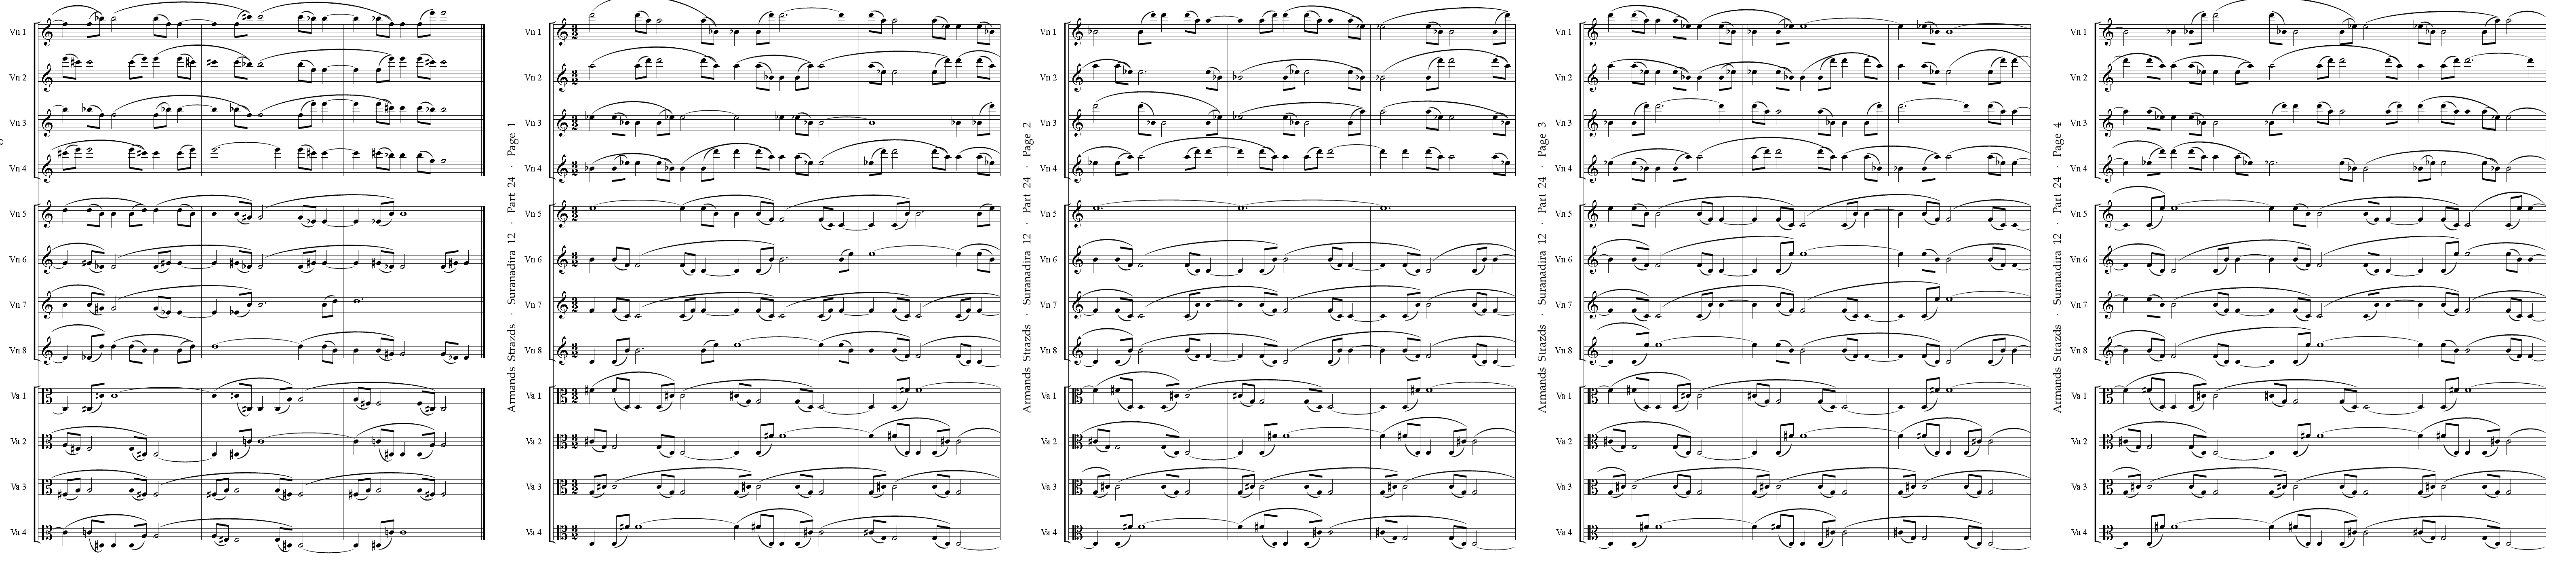 Vn 1
Vn 2
Vn 3
Vn 4
Vn 5
Vn 6
Vn 7
Vn 8
Va 1
Va 2
Va 3
Va 4
Armands Strazds · Suranadira 12 · Part 24 · Page 1
Vn 1
Vn 2
Vn 3
Vn 4
Vn 5
Vn 6
Vn 7
Vn 8
Va 1
Va 2
Va 3
Va 4
Armands Strazds · Suranadira 12 · Part 24 · Page 2
Vn 1
Vn 2
Vn 3
Vn 4
Vn 5
Vn 6
Vn 7
Vn 8
Va 1
Va 2
Va 3
Va 4
Armands Strazds · Suranadira 12 · Part 24 · Page 3
Vn 1
Vn 2
Vn 3
Vn 4
Vn 5
Vn 6
Vn 7
Vn 8
Va 1
Va 2
Va 3
Va 4
Armands Strazds · Suranadira 12 · Part 24 · Page 4
Vn 1
Vn 2
Vn 3
Vn 4
Vn 5
Vn 6
Vn 7
Vn 8
Va 1
Va 2
Va 3
Va 4